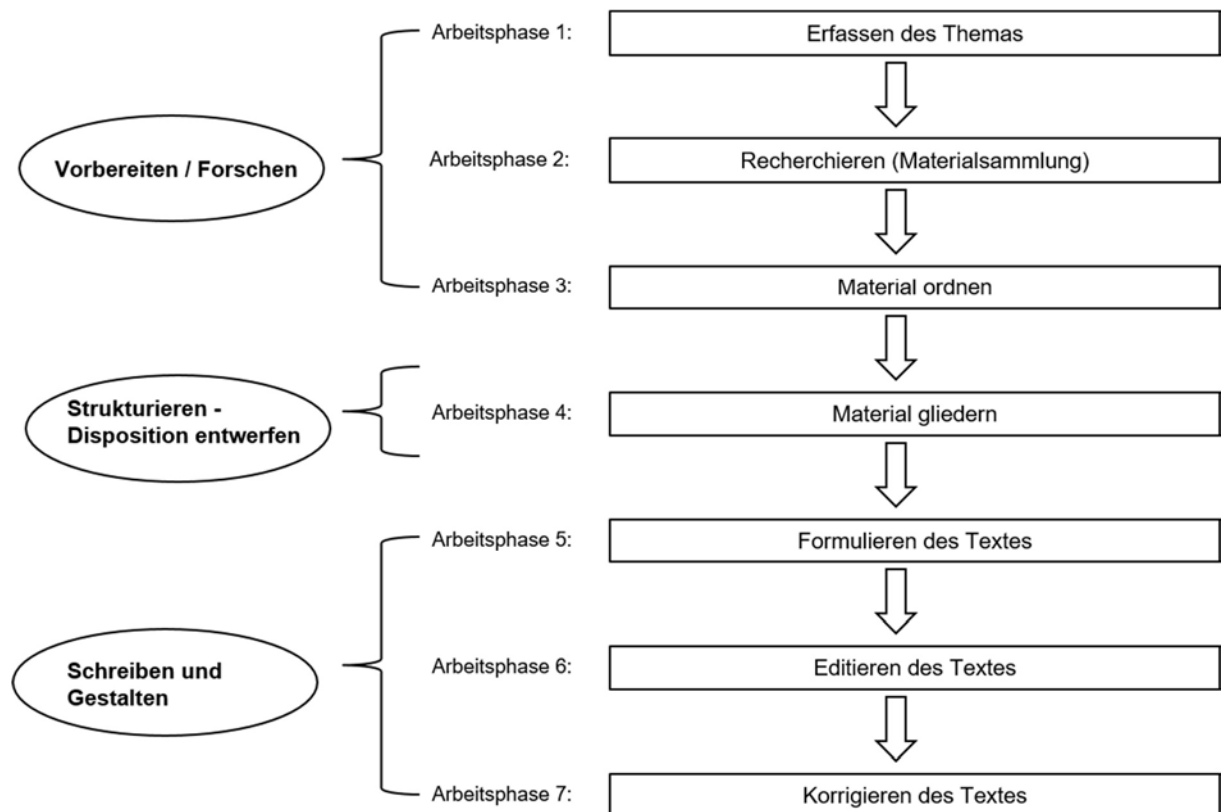 Arbeitsphase 1:
Erfassen des Themas
Vorbereiten / Forschen
Arbeitsphase 2:
Recherchieren (Materialsammlung)
Arbeitsphase 3:
Material ordnen
Strukturieren -
Disposition entwerfen
Arbeitsphase 4:
Material gliedern
Arbeitsphase 5:
Formulieren des Textes
Schreiben und
Gestalten
Arbeitsphase 6:
Editieren des Textes
Arbeitsphase 7:
Korrigieren des Textes